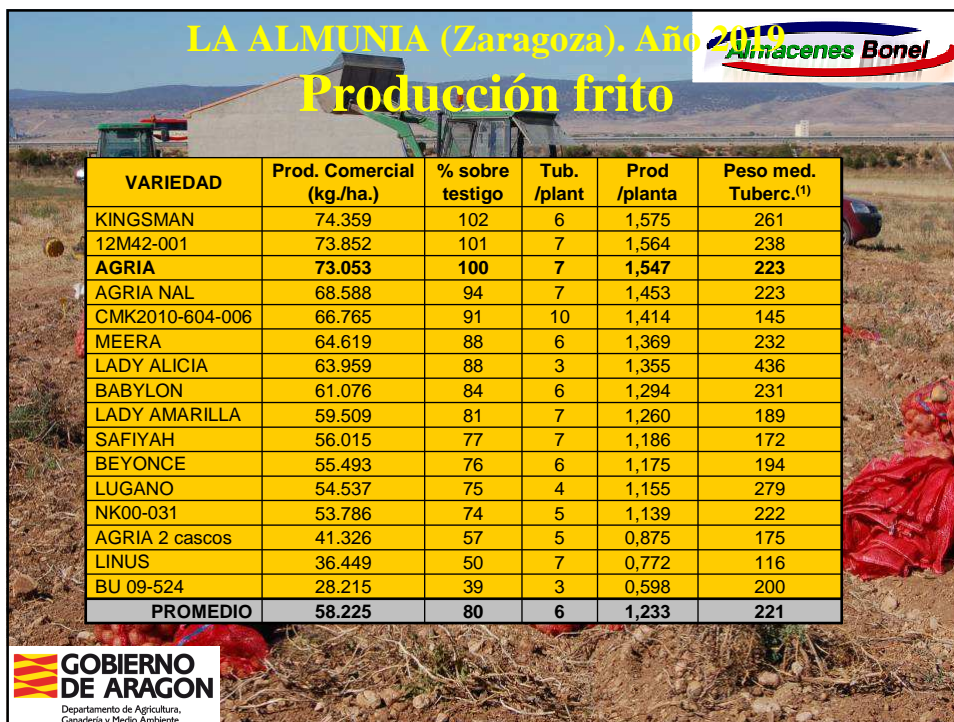 LA ALMUNIA (Zaragoza). Año 2019
Almacenes Bonel
Producción frito
VARIEDAD Prod. Comercial (kg./ha.) % sobre testigo Tub. /plant Prod /planta Peso med. Tuberc.(1)
KINGSMAN 74.359 102 6 1,575 261
12M42-001 73.852 101 7 1,564 238
AGRIA 73.053 100 7 1,547 223
AGRIA NAL 68.588 94 7 1,453 223
CMK2010-604-006 66.765 91 10 1,414 145
MEERA 64.619 88 6 1,369 232
LADY ALICIA 63.959 88 3 1,355 436
BABYLON 61.076 84 6 1,294 231
LADY AMARILLA 59.509 81 7 1,260 189
SAFIYAH 56.015 77 7 1,186 172
BEYONCE 55.493 76 6 1,175 194
LUGANO 54.537 75 4 1,155 279
NK00-031 53.786 74 5 1,139 222
AGRIA 2 cascos 41.326 57 5 0,875 175
LINUS 36.449 50 7 0,772 116
BU 09-524 28.215 39 3 0,598 200
PROMEDIO 58.225 80 6 1,233 221
GOBIERNO
DE ARAGON
Departamento de Agricultura,
Ganadería y Medio Ambiente